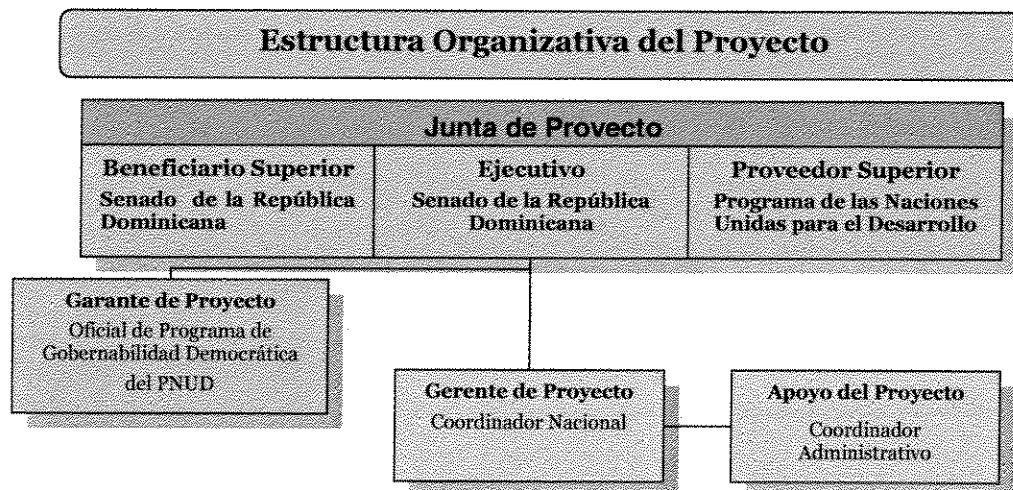 Estructura Organizativa del Proyecto
Junta de Proyecto
Beneficiario Superior
Senado de la República
Dominicana
Ejecutivo
Senado de la República
Dominicana
Proveedor Superior
Programa de las Naciones
Unidas para el Desarrollo
Garante de Proyecto
Oficial de Programa de
Gobernabilidad Democrática
del PNUD
Gerente de Proyecto
Coordinador Nacional
Apoyo del Proyecto
Coordinador
Administrativo